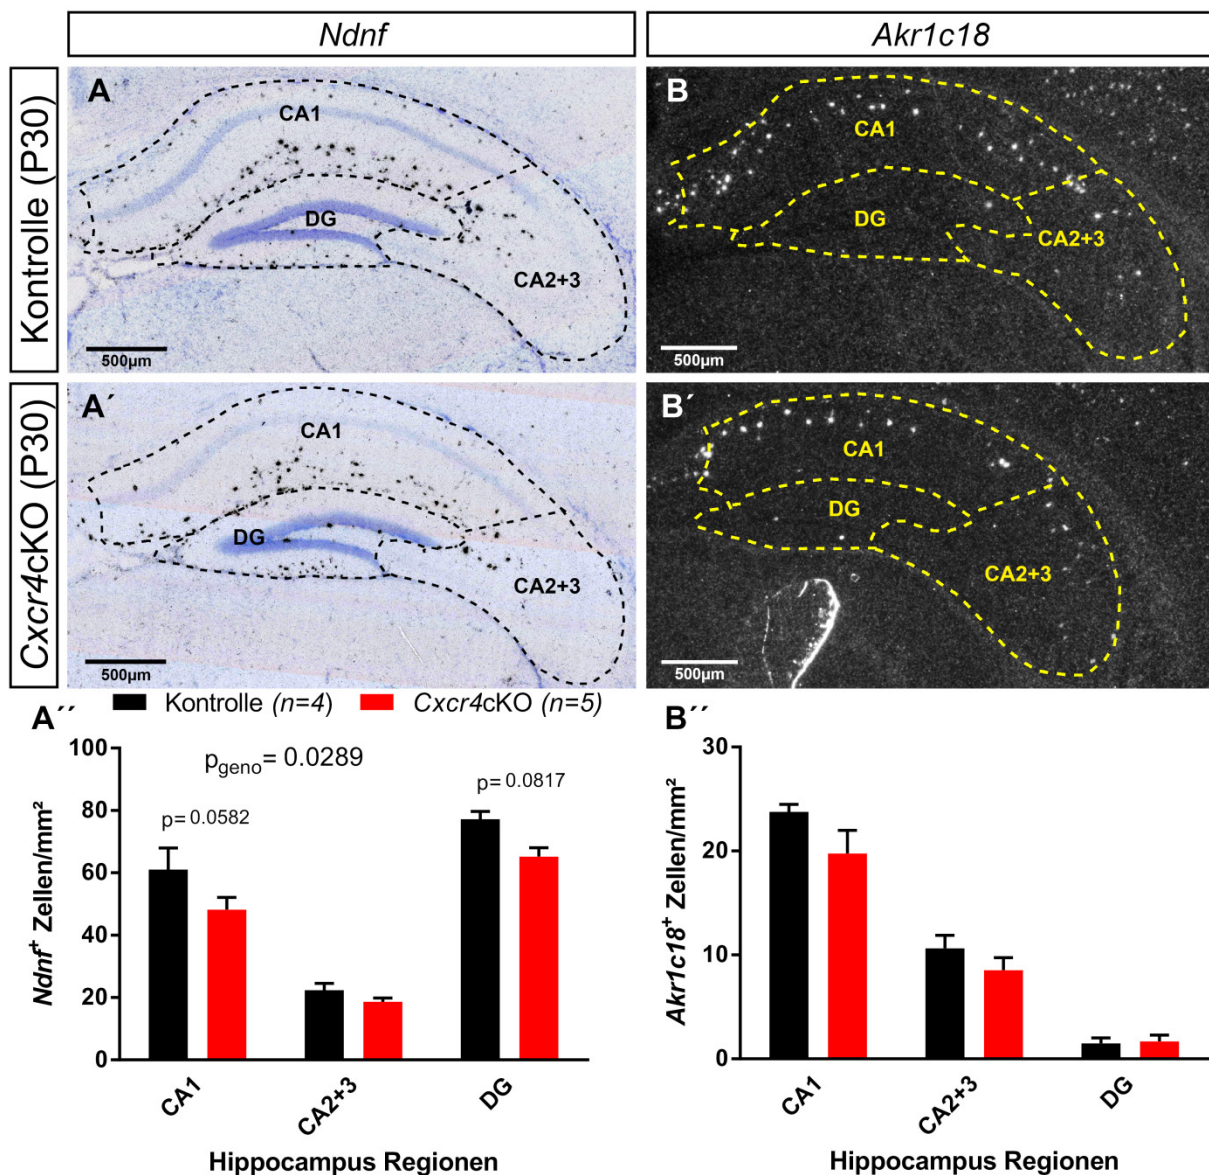 Ndnf
Akr1c18
Kontrolle (P30)
A
CA1
DG
CA2+3
500µm
B
CA1
DG
CA2+3
500µm
Cxcr4cKO (P30)
A´
CA1
DG
CA2+3
500µm
B´
CA1
DG
CA2+3
500µm
Kontrolle (n=4) Cxcr4cKO (n=5)
A´´
pgeno= 0.0289
p= 0.0582
p= 0.0817
Ndnf+ Zellen/mm²
100
80
60
40
20
0
CA1
CA2+3
DG
Hippocampus Regionen
B´´
Akr1c18+ Zellen/mm²
30
20
10
0
CA1
CA2+3
DG
Hippocampus Regionen